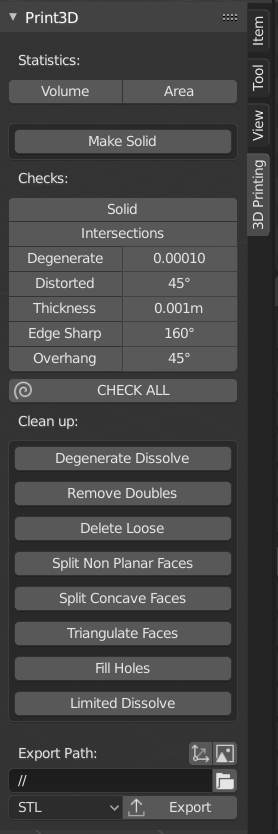 Print3D
Statistics:
Volume Area
Make Solid
Checks:
Solid
Intersections
Degenerate 0.00010
Distorted 45°
Thickness 0.001m
Edge Sharp 160°
Overhang 45°
CHECK ALL
Clean up:
Degenerate Dissolve
Remove Doubles
Delete Loose
Split Non Planar Faces
Split Concave Faces
Triangulate Faces
Fill Holes
Limited Dissolve
Export Path:
//
STL Export
Item
Tool
View
3D Printing